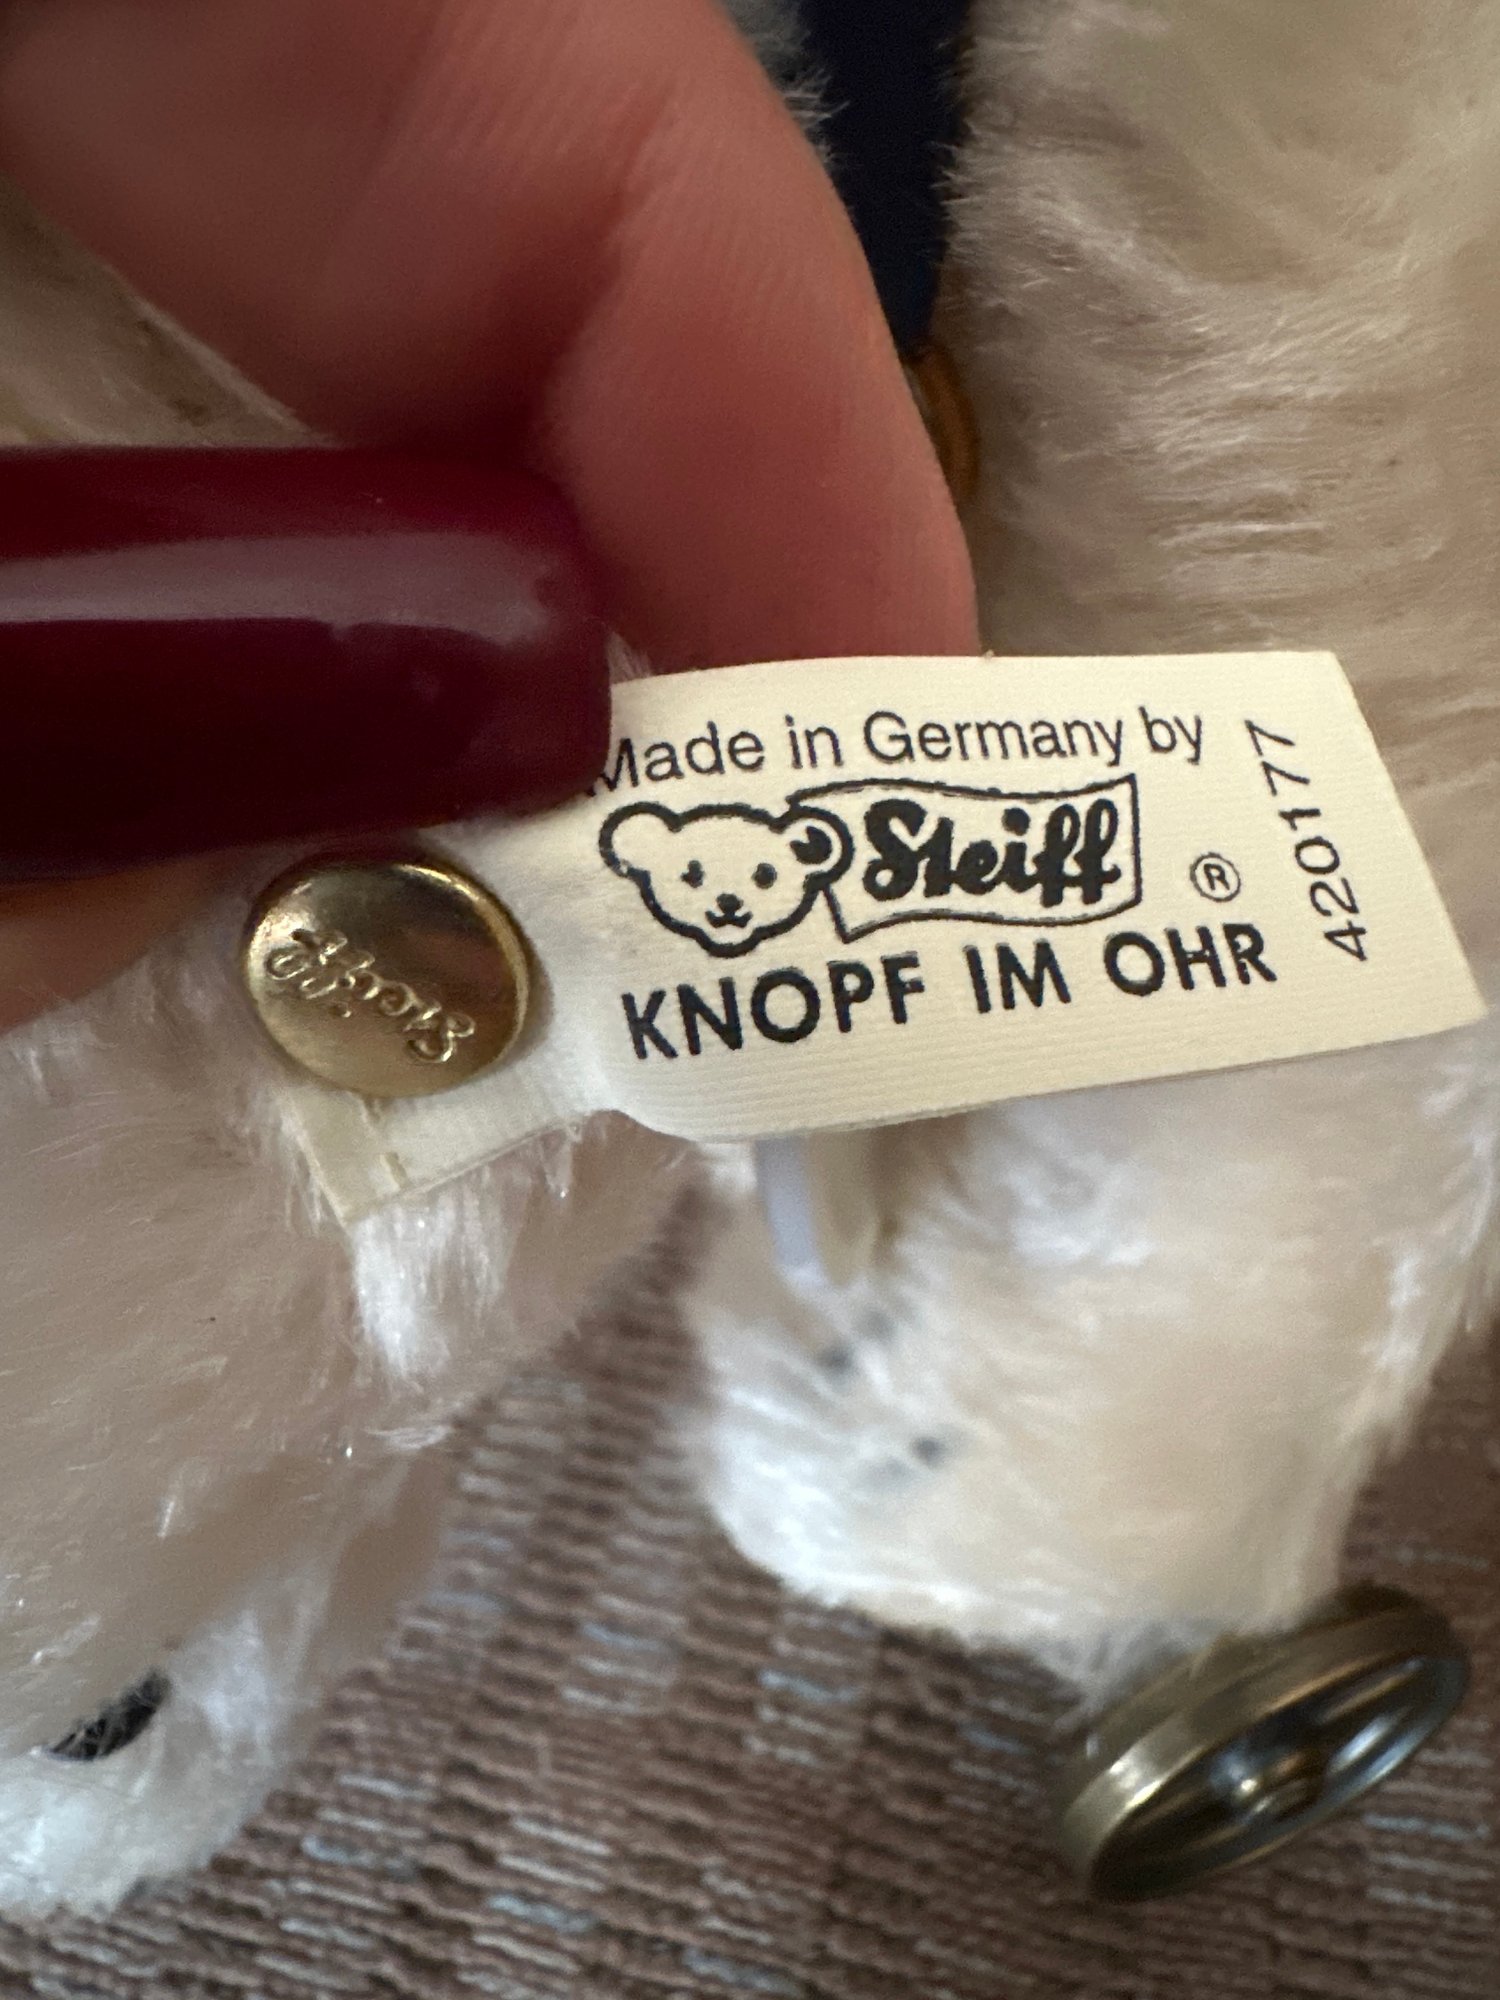 Made in Germany by
Steiff
®
KNOPF IM OHR
420177
Steiff